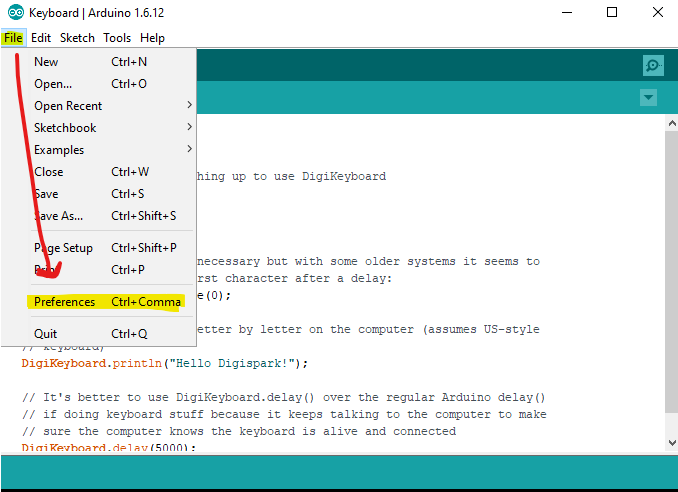 Keyboard | Arduino 1.6.12
File Edit Sketch Tools Help
New Ctrl+N
Open... Ctrl+O
Open Recent
Sketchbook
Examples
Close Ctrl+W
Save Ctrl+S
Save As... Ctrl+Shift+S
Page Setup Ctrl+Shift+P
Print Ctrl+P
Preferences Ctrl+Comma
Quit Ctrl+Q
hing up to use DigiKeyboard
necessary but with some older systems it seems to
rst character after a delay:
e(0);
etter by letter on the computer (assumes US-style
// keyboard)
DigiKeyboard.println("Hello Digispark!");
// It's better to use DigiKeyboard.delay() over the regular Arduino delay()
// if doing keyboard stuff because it keeps talking to the computer to make
// sure the computer knows the keyboard is alive and connected
DigiKeyboard.delay(5000);